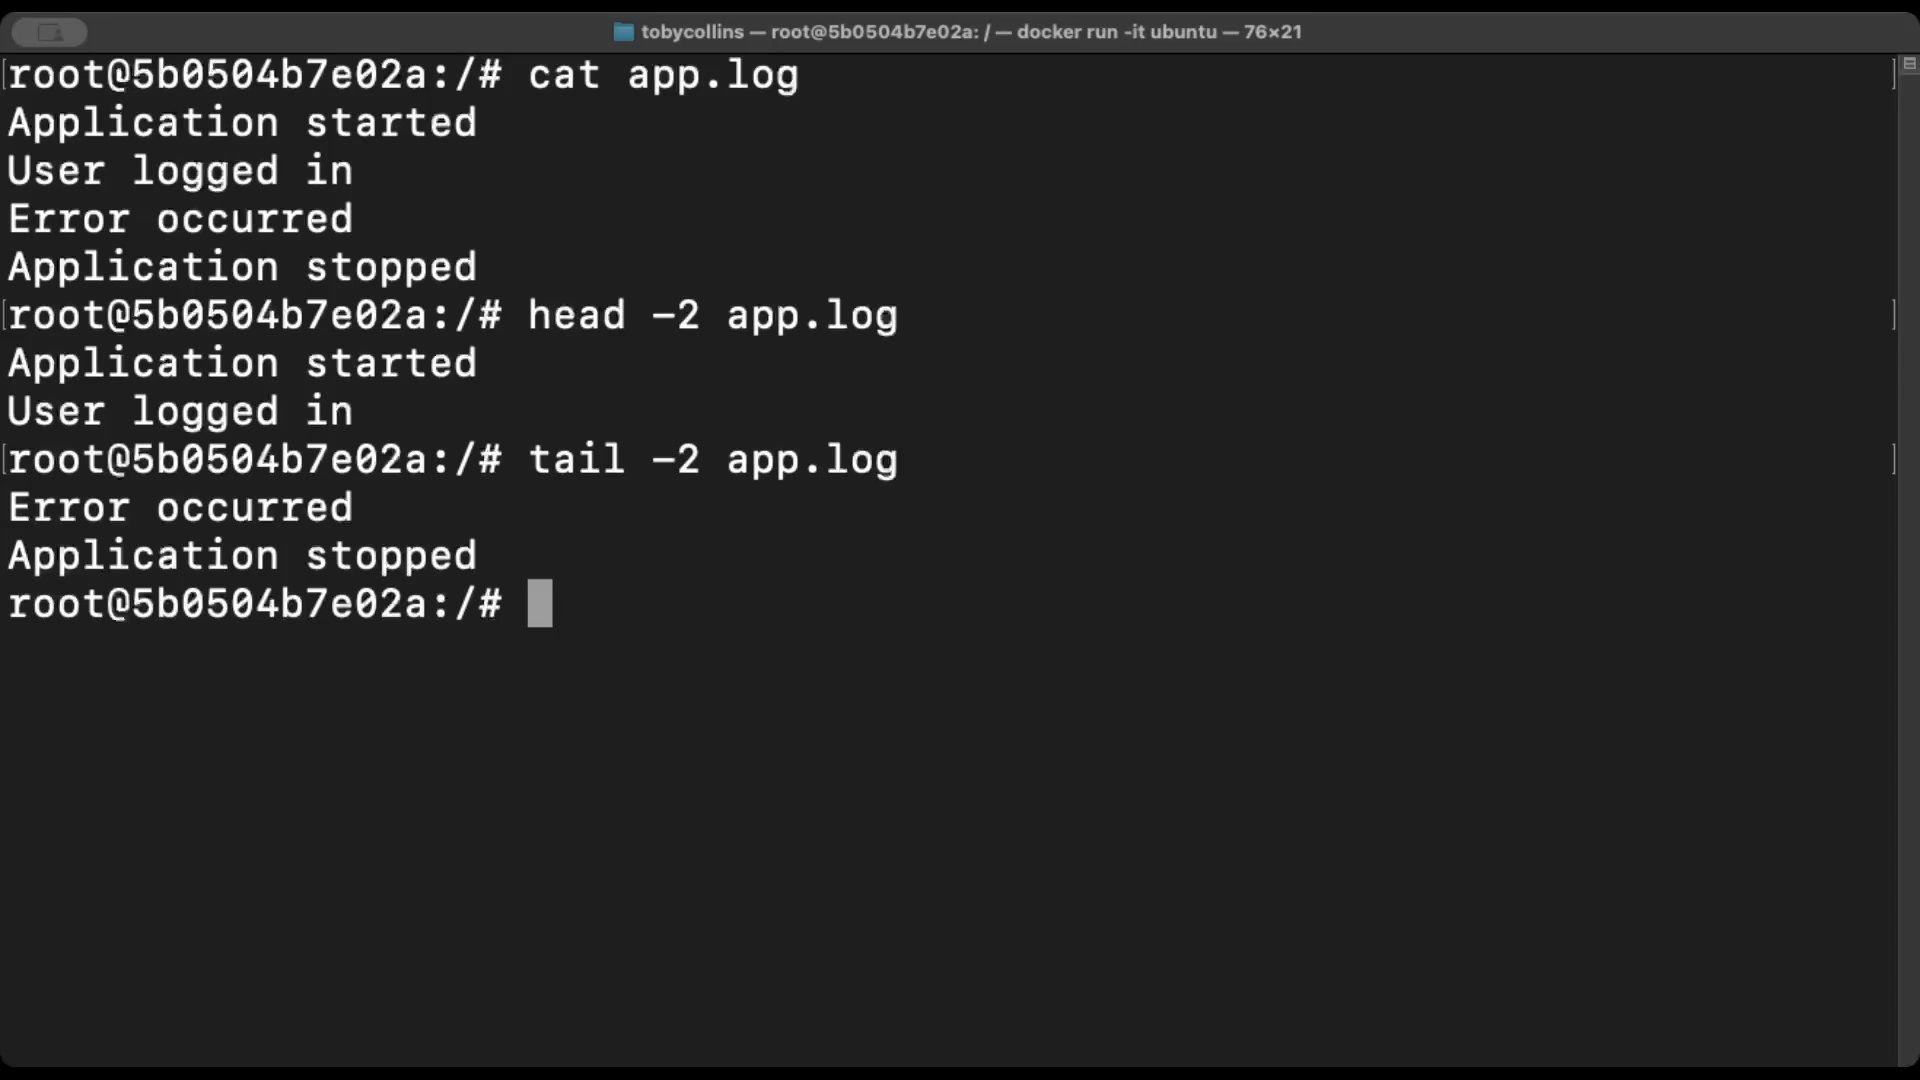 tobycollins — root@5b0504b7e02a: / — docker run -it ubuntu — 76×21
[root@5b0504b7e02a:/# cat app.log ]
Application started
User logged in
Error occurred
Application stopped
[root@5b0504b7e02a:/# head -2 app.log ]
Application started
User logged in
[root@5b0504b7e02a:/# tail -2 app.log ]
Error occurred
Application stopped
root@5b0504b7e02a:/#